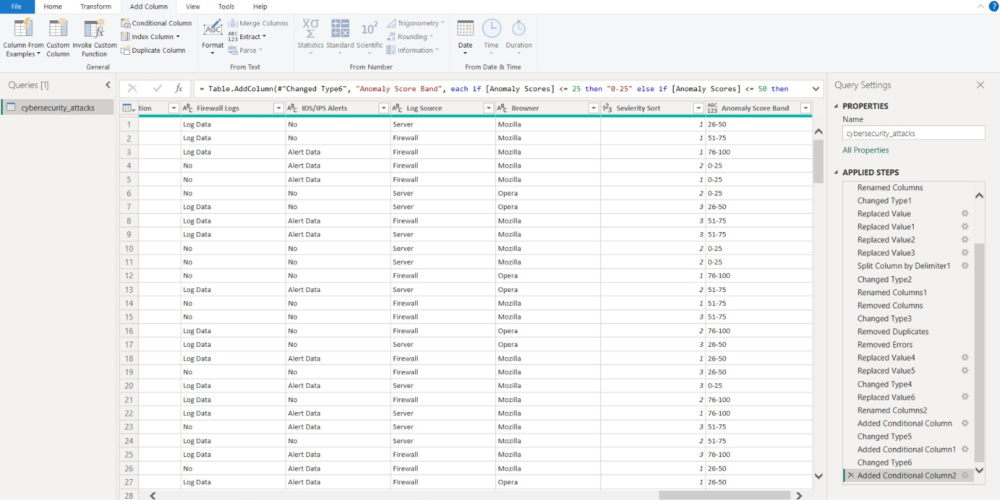 File Home Transform Add Column View Tools Help
Column From Examples
Custom Column
Invoke Custom Function
Conditional Column
Index Column
Duplicate Column
General
Format
Merge Columns
Extract
Parse
From Text
Statistics
Standard
Scientific
Trigonometry
Rounding
Information
From Number
Date
Time
Duration
From Date & Time
Queries [1]
cybersecurity_attacks
fx = Table.AddColumn(#"Changed Type6", "Anomaly Score Band", each if [Anomaly Scores] <= 25 then "0-25" else if [Anomaly Scores] <= 50 then
tion ABC Firewall Logs ABC IDS/IPS Alerts ABC Log Source ABC Browser 123 Sevierity Sort ABC 123 Anomaly Score Band
1 Log Data No Server Mozilla 1 26-50
2 Log Data No Firewall Mozilla 1 51-75
3 Log Data Alert Data Firewall Mozilla 1 76-100
4 No Alert Data Firewall Mozilla 2 0-25
5 No Alert Data Firewall Mozilla 1 0-25
6 No No Server Opera 2 0-25
7 Log Data No Server Opera 3 26-50
8 Log Data Alert Data Firewall Mozilla 3 51-75
9 Log Data Alert Data Server Mozilla 3 51-75
10 No No Server Mozilla 2 0-25
11 No No Server Mozilla 2 0-25
12 No No Firewall Opera 1 76-100
13 Log Data Alert Data Server Opera 2 51-75
14 No No Firewall Mozilla 1 51-75
15 No No Firewall Mozilla 3 51-75
16 Log Data No Firewall Opera 2 76-100
17 Log Data No Server Opera 3 26-50
18 Log Data Alert Data Firewall Mozilla 1 26-50
19 No No Firewall Mozilla 3 26-50
20 Log Data Alert Data Server Mozilla 3 0-25
21 Log Data No Firewall Mozilla 2 76-100
22 Log Data Alert Data Server Mozilla 1 76-100
23 No Alert Data Server Mozilla 3 51-75
24 Log Data No Server Mozilla 2 51-75
25 Log Data Alert Data Firewall Mozilla 3 76-100
26 No Alert Data Firewall Mozilla 1 26-50
27 Log Data Alert Data Firewall Opera 1 26-50
28
Query Settings
PROPERTIES
Name
cybersecurity_attacks
All Properties
APPLIED STEPS
Renamed Columns
Changed Type1
Replaced Value
Replaced Value1
Replaced Value2
Replaced Value3
Split Column by Delimiter1
Changed Type2
Renamed Columns1
Removed Columns
Changed Type3
Removed Duplicates
Removed Errors
Replaced Value4
Replaced Value5
Changed Type4
Replaced Value6
Renamed Columns2
Added Conditional Column
Changed Type5
Added Conditional Column1
Changed Type6
Added Conditional Column2